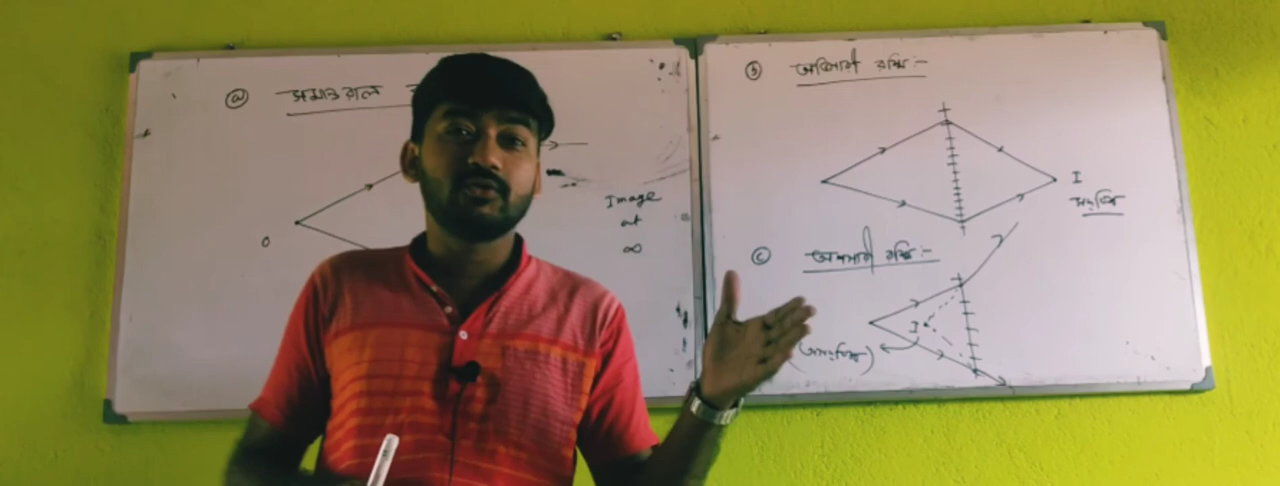 ⓐ সমান্তরাল
O
Image
at
∞
ⓑ অভিসারী রশ্মি :-
I
সদবিম্ব
ⓒ অপসারী রশ্মি :-
I
(অসদবিম্ব)